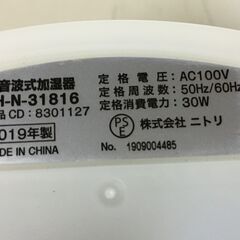 音波式加湿器
H-N-31816
品CD：8301127
2019年製
MADE IN CHINA
定格電圧：AC100V
定格周波数：50Hz/60Hz
定格消費電力：30W
PSE
株式会社 ニトリ
No. 1909004485